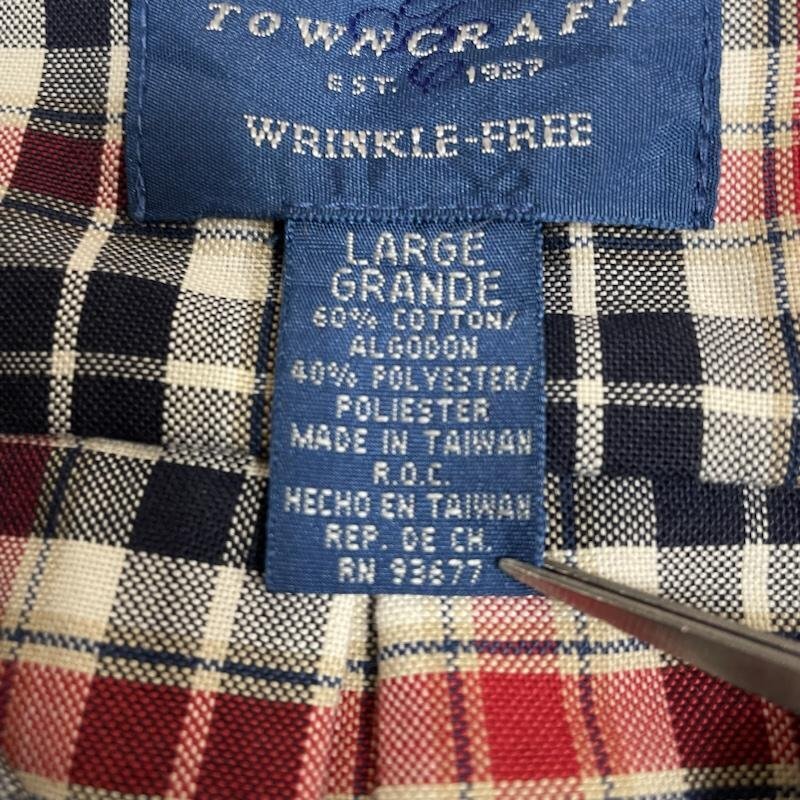 TOWNCRAFT
EST. 1927
WRINKLE-FREE
LARGE
GRANDE
60% COTTON/
ALGODON
40% POLYESTER/
POLIESTER
MADE IN TAIWAN
R.O.C.
HECHO EN TAIWAN
REP. DE CH.
RN 93677